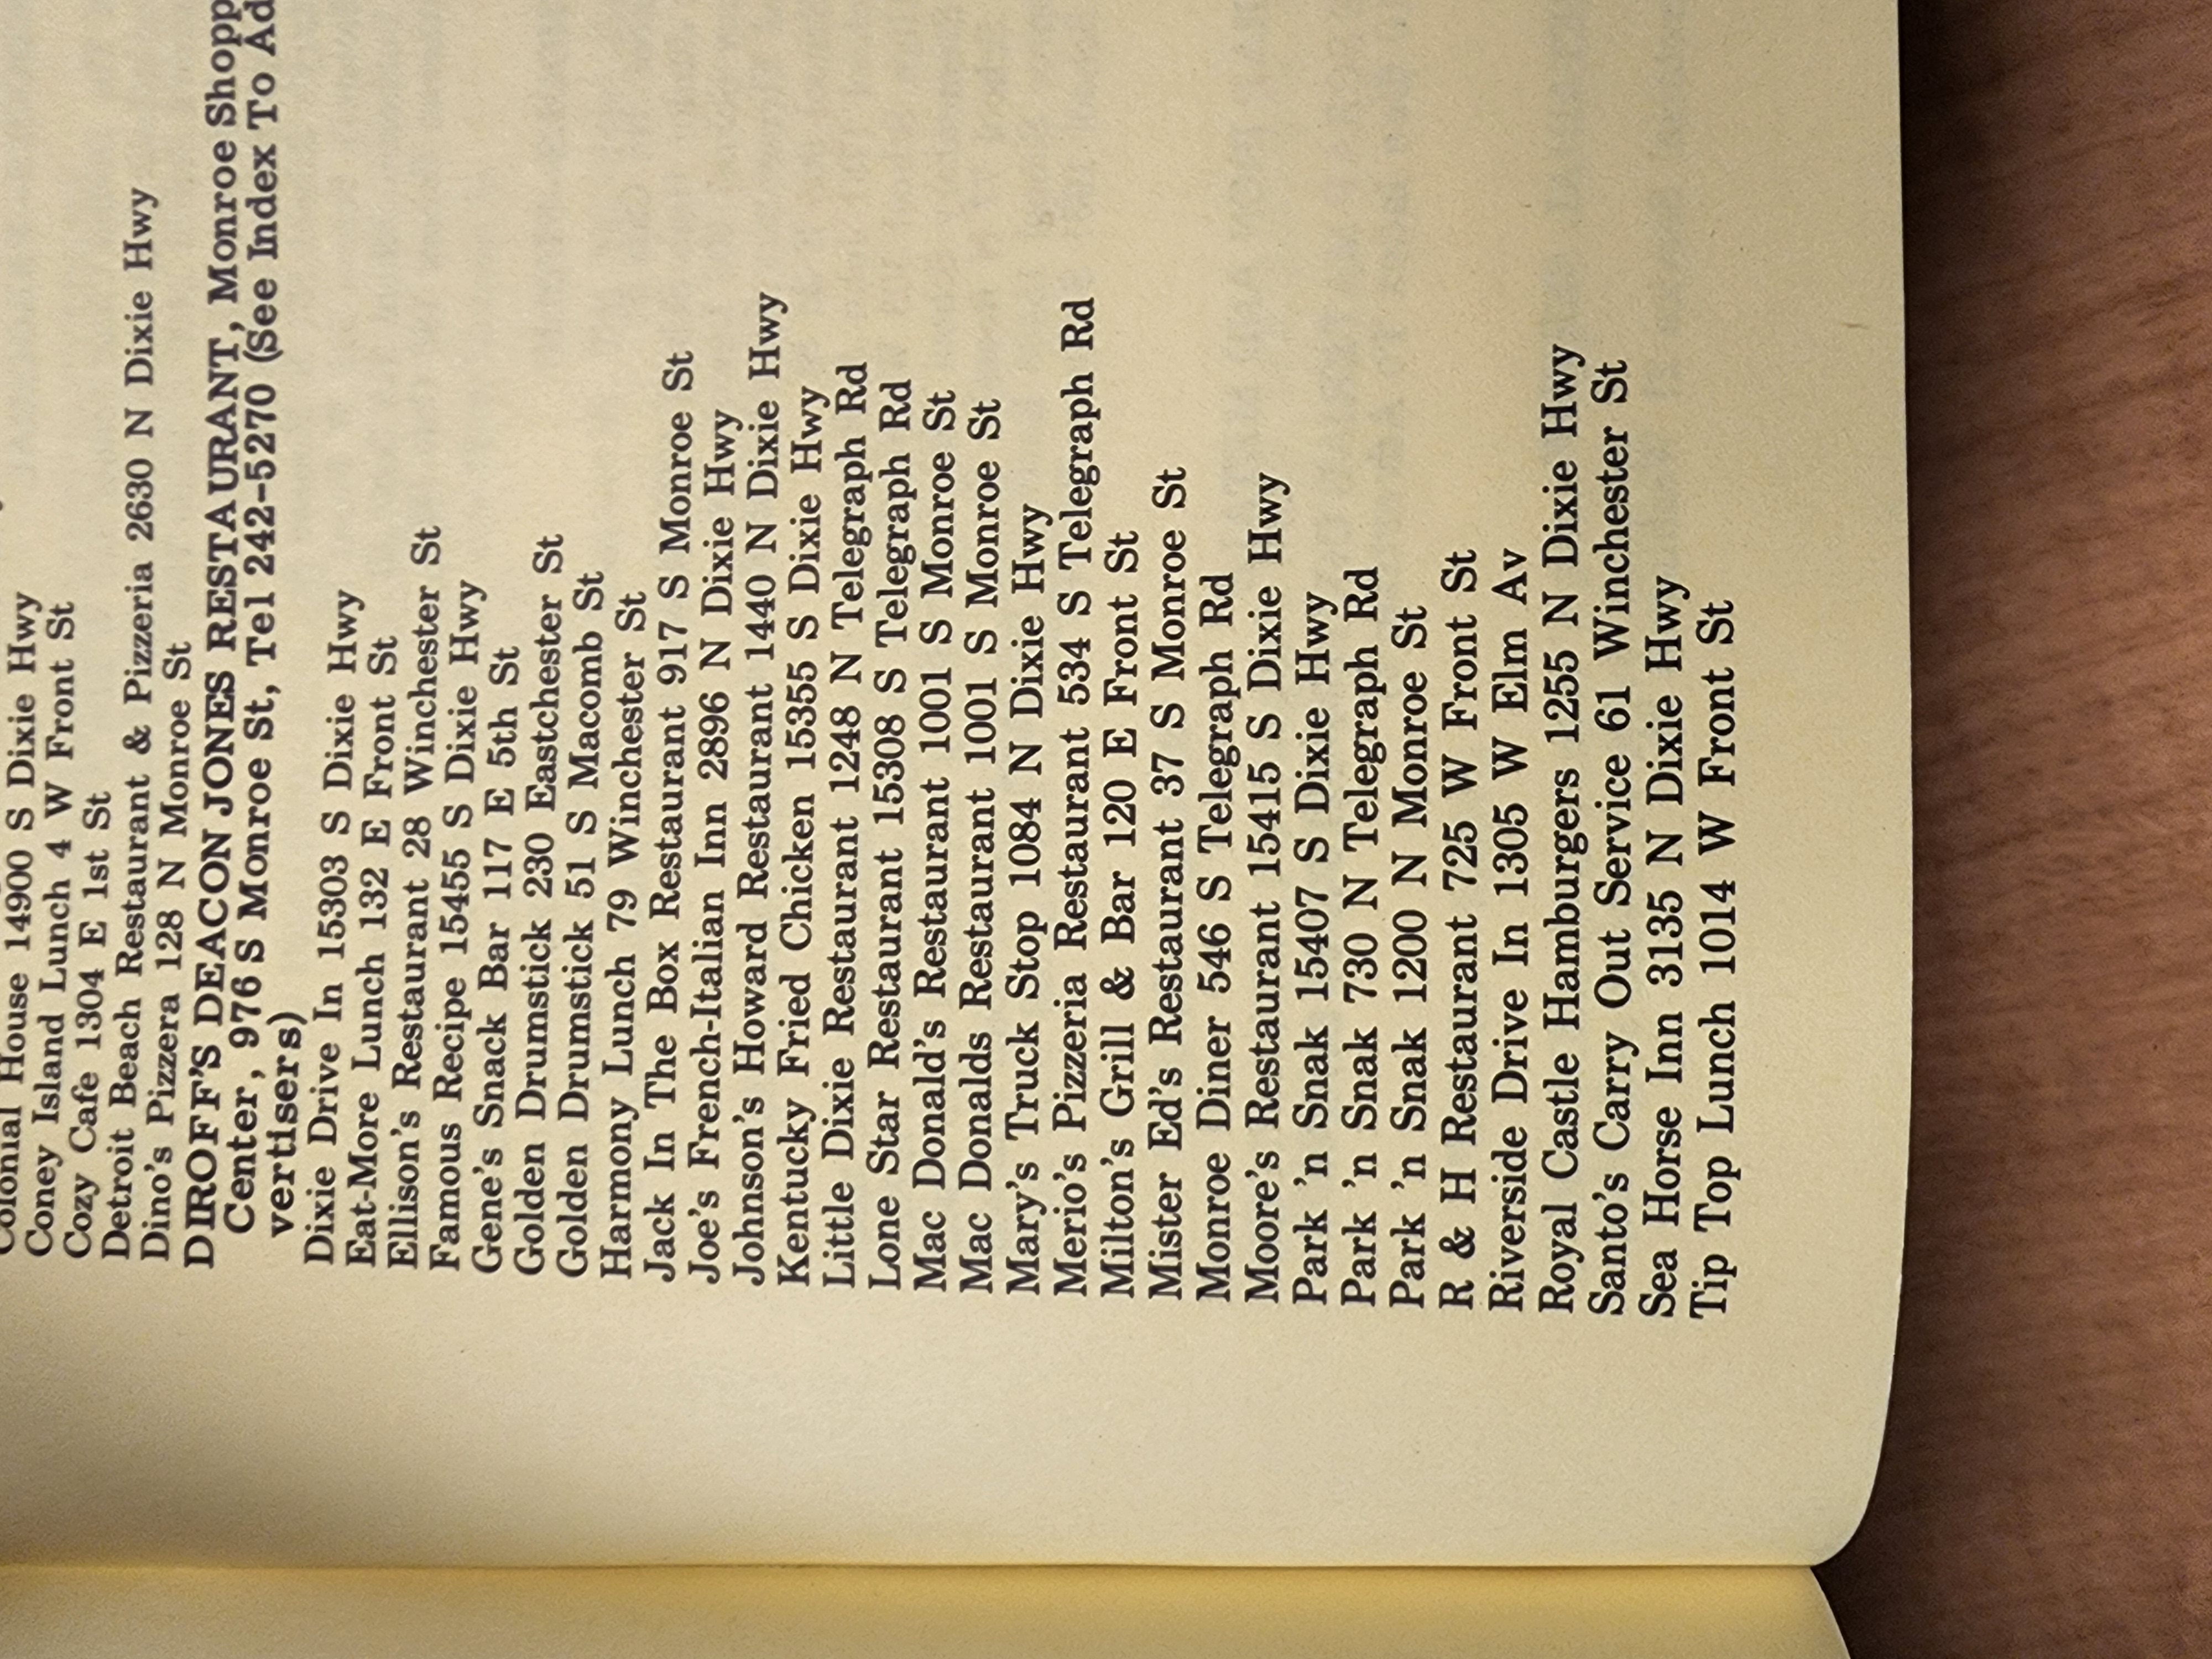 Colonial House 14900 S Dixie Hwy
Coney Island Lunch 4 W Front St
Cozy Cafe 1304 E 1st St
Detroit Beach Restaurant & Pizzeria 2630 N Dixie Hwy
Dino's Pizzera 128 N Monroe St
DIROFF'S DEACON JONES RESTAURANT, Monroe Shopp
Center, 976 S Monroe St, Tel 242-5270 (See Index To Ad
vertisers)
Dixie Drive In 15303 S Dixie Hwy
Eat-More Lunch 132 E Front St
Ellison's Restaurant 28 Winchester St
Famous Recipe 15455 S Dixie Hwy
Gene's Snack Bar 117 E 5th St
Golden Drumstick 230 Eastchester St
Golden Drumstick 51 S Macomb St
Harmony Lunch 79 Winchester St
Jack In The Box Restaurant 917 S Monroe St
Joe's French-Italian Inn 2896 N Dixie Hwy
Johnson's Howard Restaurant 1440 N Dixie Hwy
Kentucky Fried Chicken 15355 S Dixie Hwy
Little Dixie Restaurant 1248 N Telegraph Rd
Lone Star Restaurant 15308 S Telegraph Rd
Mac Donald's Restaurant 1001 S Monroe St
Mac Donalds Restaurant 1001 S Monroe St
Mary's Truck Stop 1084 N Dixie Hwy
Merio's Pizzeria Restaurant 534 S Telegraph Rd
Milton's Grill & Bar 120 E Front St
Mister Ed's Restaurant 37 S Monroe St
Monroe Diner 546 S Telegraph Rd
Moore's Restaurant 15415 S Dixie Hwy
Park 'n Snak 15407 S Dixie Hwy
Park 'n Snak 730 N Telegraph Rd
Park 'n Snak 1200 N Monroe St
R & H Restaurant 725 W Front St
Riverside Drive In 1305 W Elm Av
Royal Castle Hamburgers 1255 N Dixie Hwy
Santo's Carry Out Service 61 Winchester St
Sea Horse Inn 3135 N Dixie Hwy
Tip Top Lunch 1014 W Front St